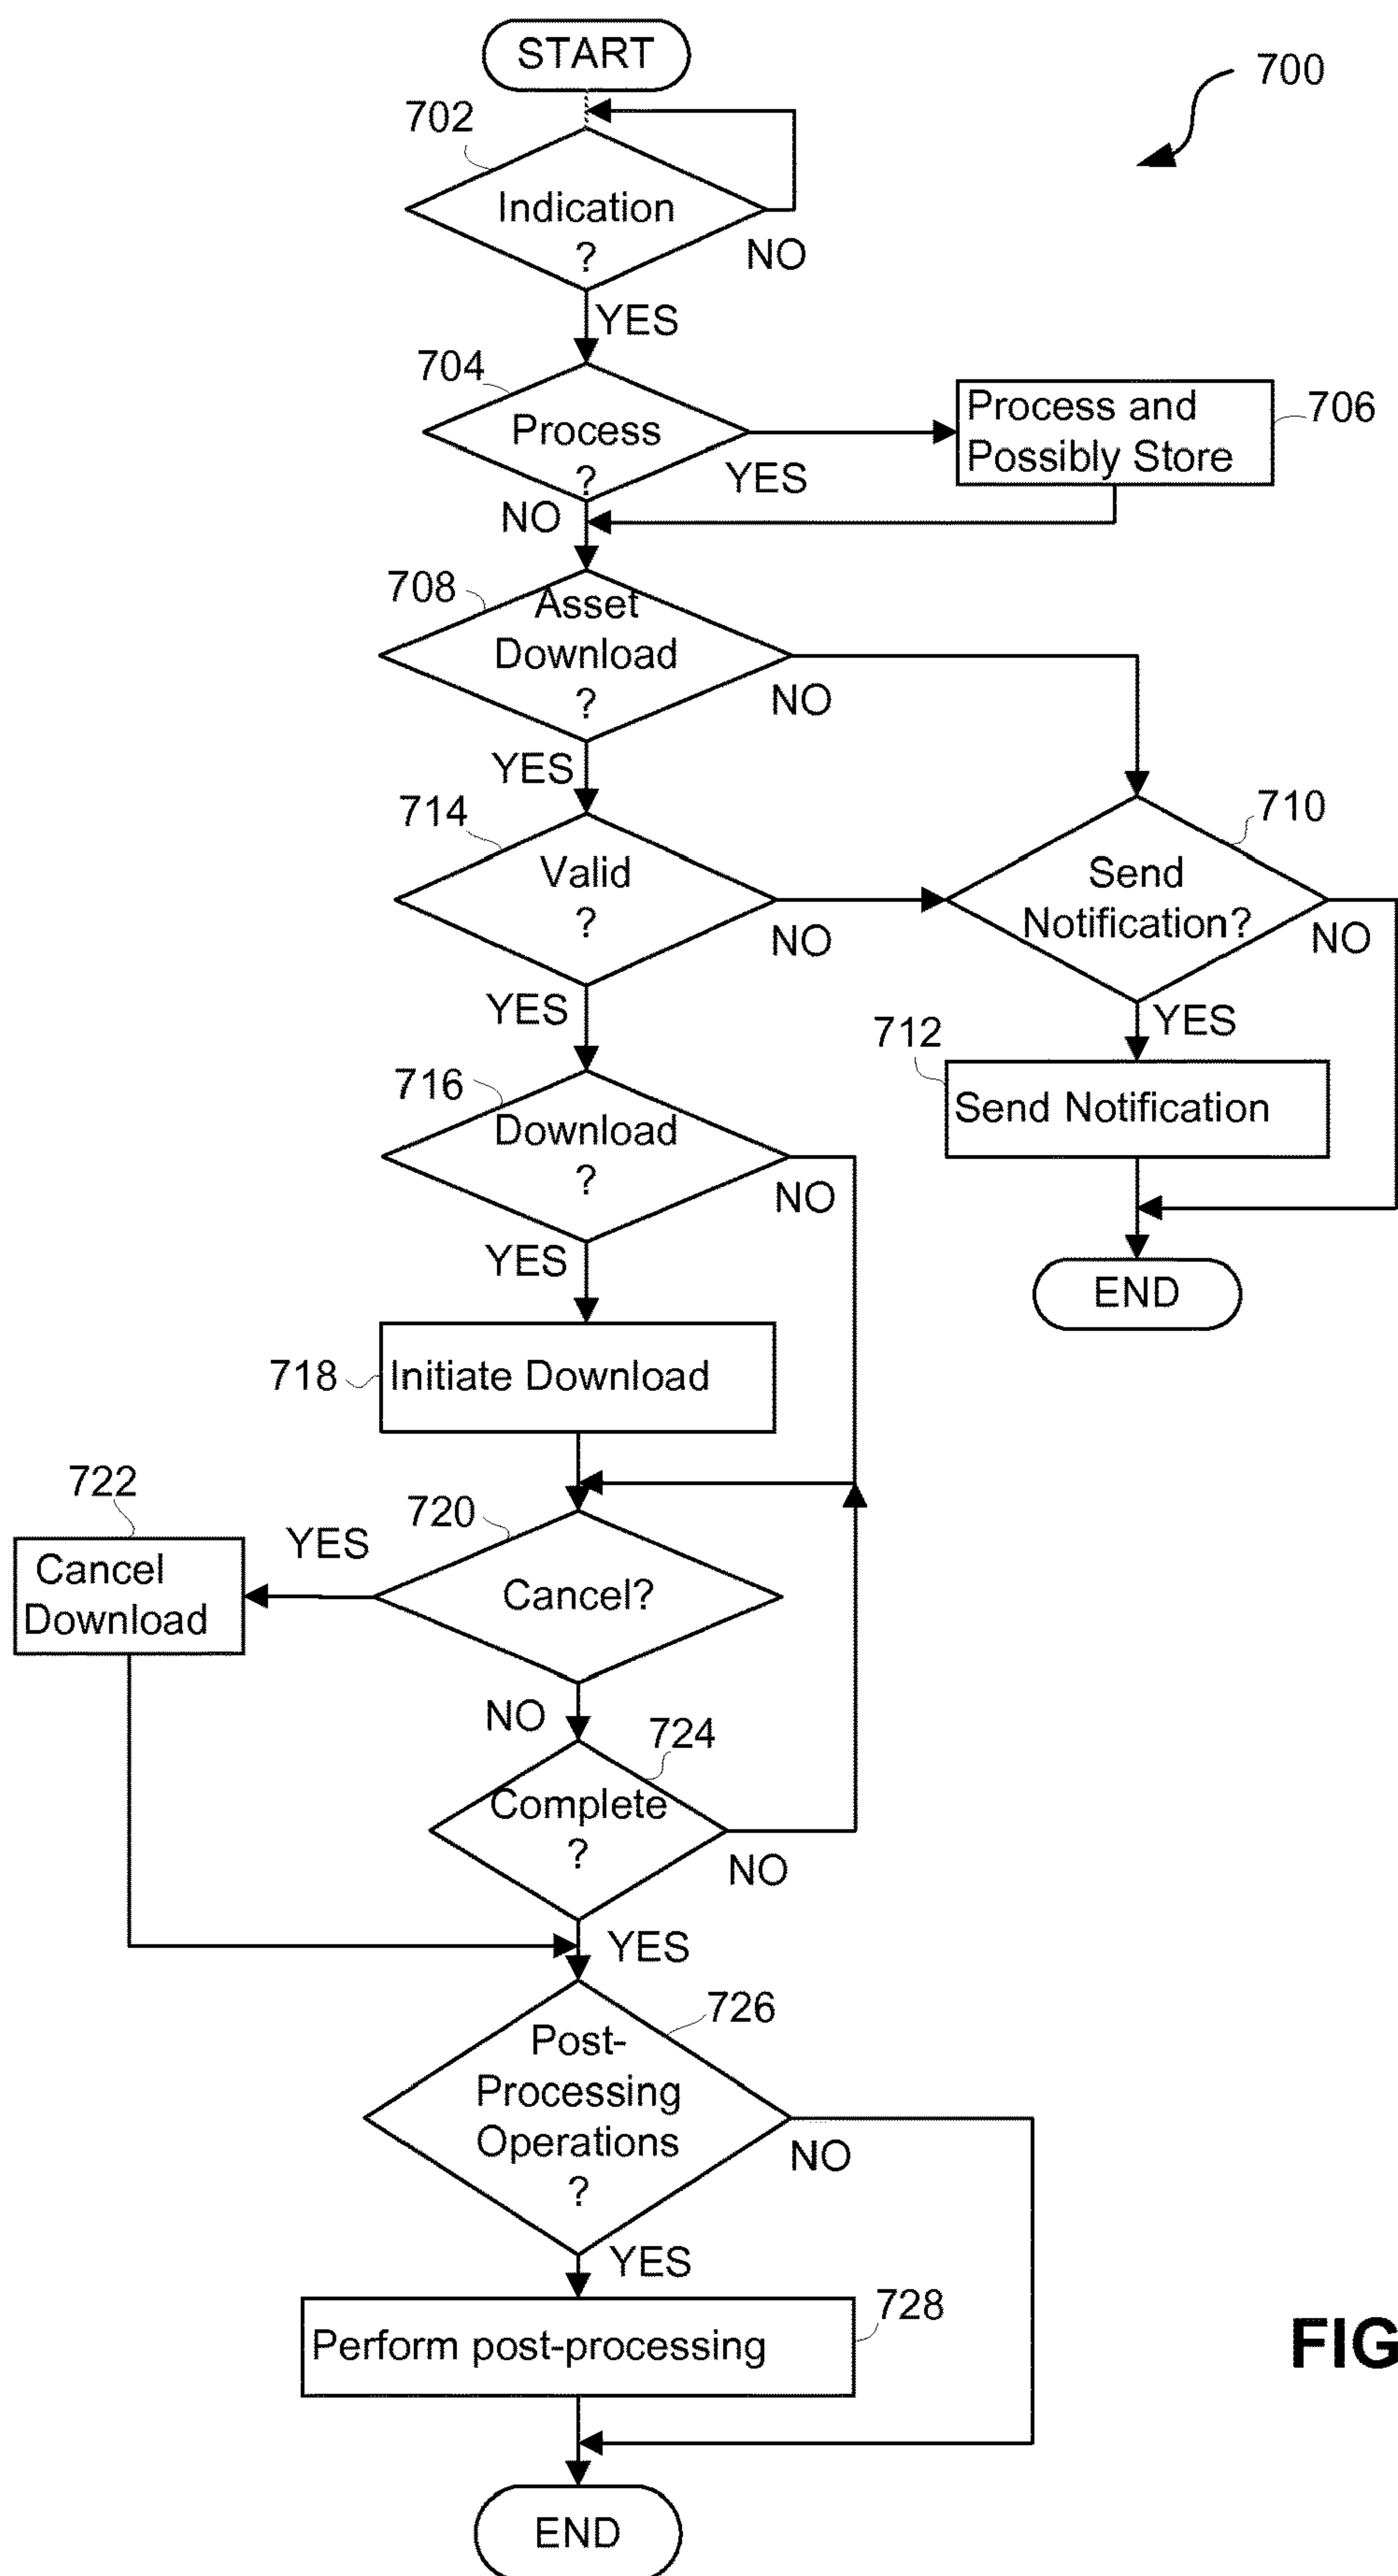 START
700
702
Indication
?
NO
YES
704
Process
?
YES
Process and
Possibly Store
706
NO
708
Asset
Download
?
NO
YES
714
Valid
?
NO
710
Send
Notification?
NO
YES
YES
712
Send Notification
716
Download
?
NO
END
YES
718
Initiate Download
722
Cancel
Download
YES
720
Cancel?
NO
724
Complete
?
NO
YES
726
Post-
Processing
Operations
?
NO
YES
Perform post-processing
728
FIG
END